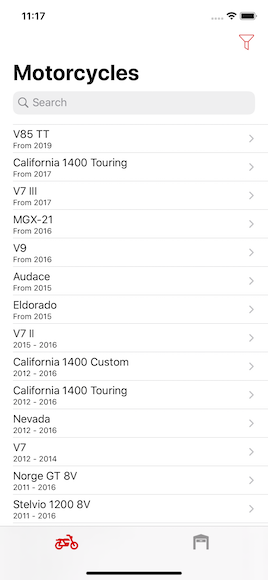 11:17
Motorcycles
Search
V85 TT
From 2019
California 1400 Touring
From 2017
V7 III
From 2017
MGX-21
From 2016
V9
From 2016
Audace
From 2015
Eldorado
From 2015
V7 II
2015 - 2016
California 1400 Custom
2012 - 2016
California 1400 Touring
2012 - 2016
Nevada
2012 - 2016
V7
2012 - 2014
Norge GT 8V
2011 - 2016
Stelvio 1200 8V
2011 - 2016